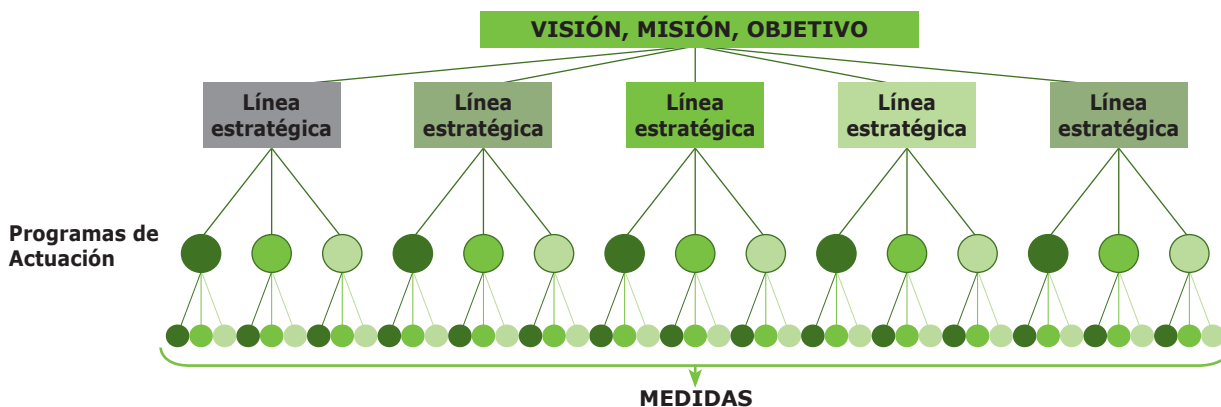 VISIÓN, MISIÓN, OBJETIVO
Línea
estratégica
Línea
estratégica
Línea
estratégica
Línea
estratégica
Línea
estratégica
Programas de
Actuación
MEDIDAS